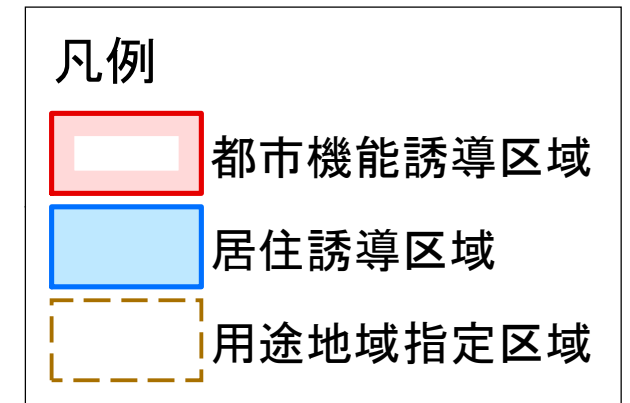 凡例
都市機能誘導区域
居住誘導区域
用途地域指定区域